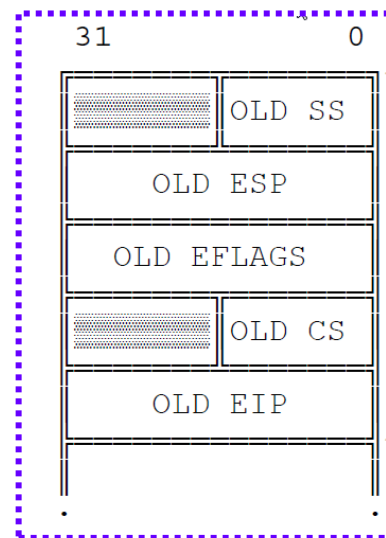 31 0
OLD SS
OLD ESP
OLD EFLAGS
OLD CS
OLD EIP